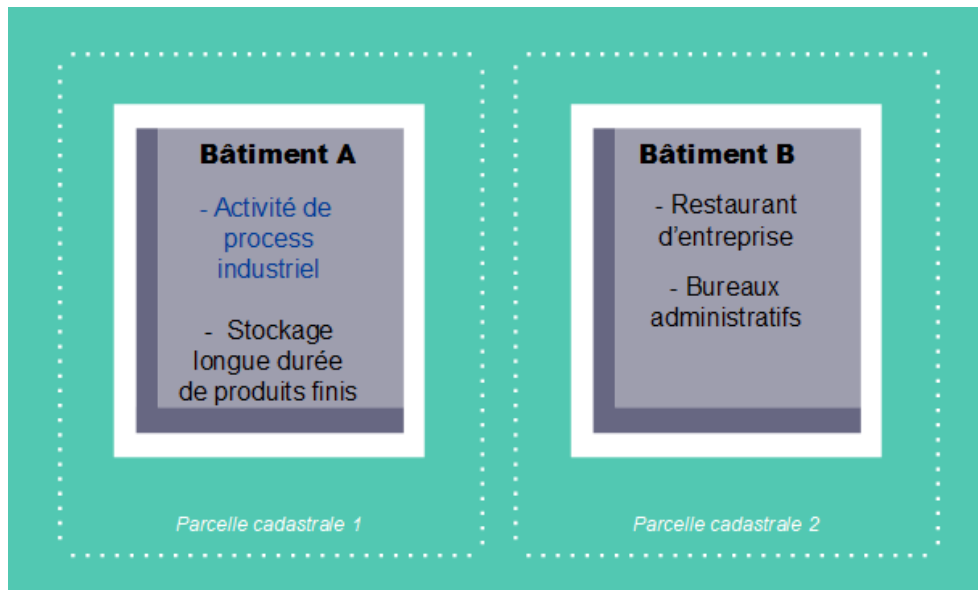 Bâtiment A
- Activité de
process
industriel
- Stockage
longue durée
de produits finis
Parcelle cadastrale 1
Bâtiment B
- Restaurant
d'entreprise
- Bureaux
administratifs
Parcelle cadastrale 2